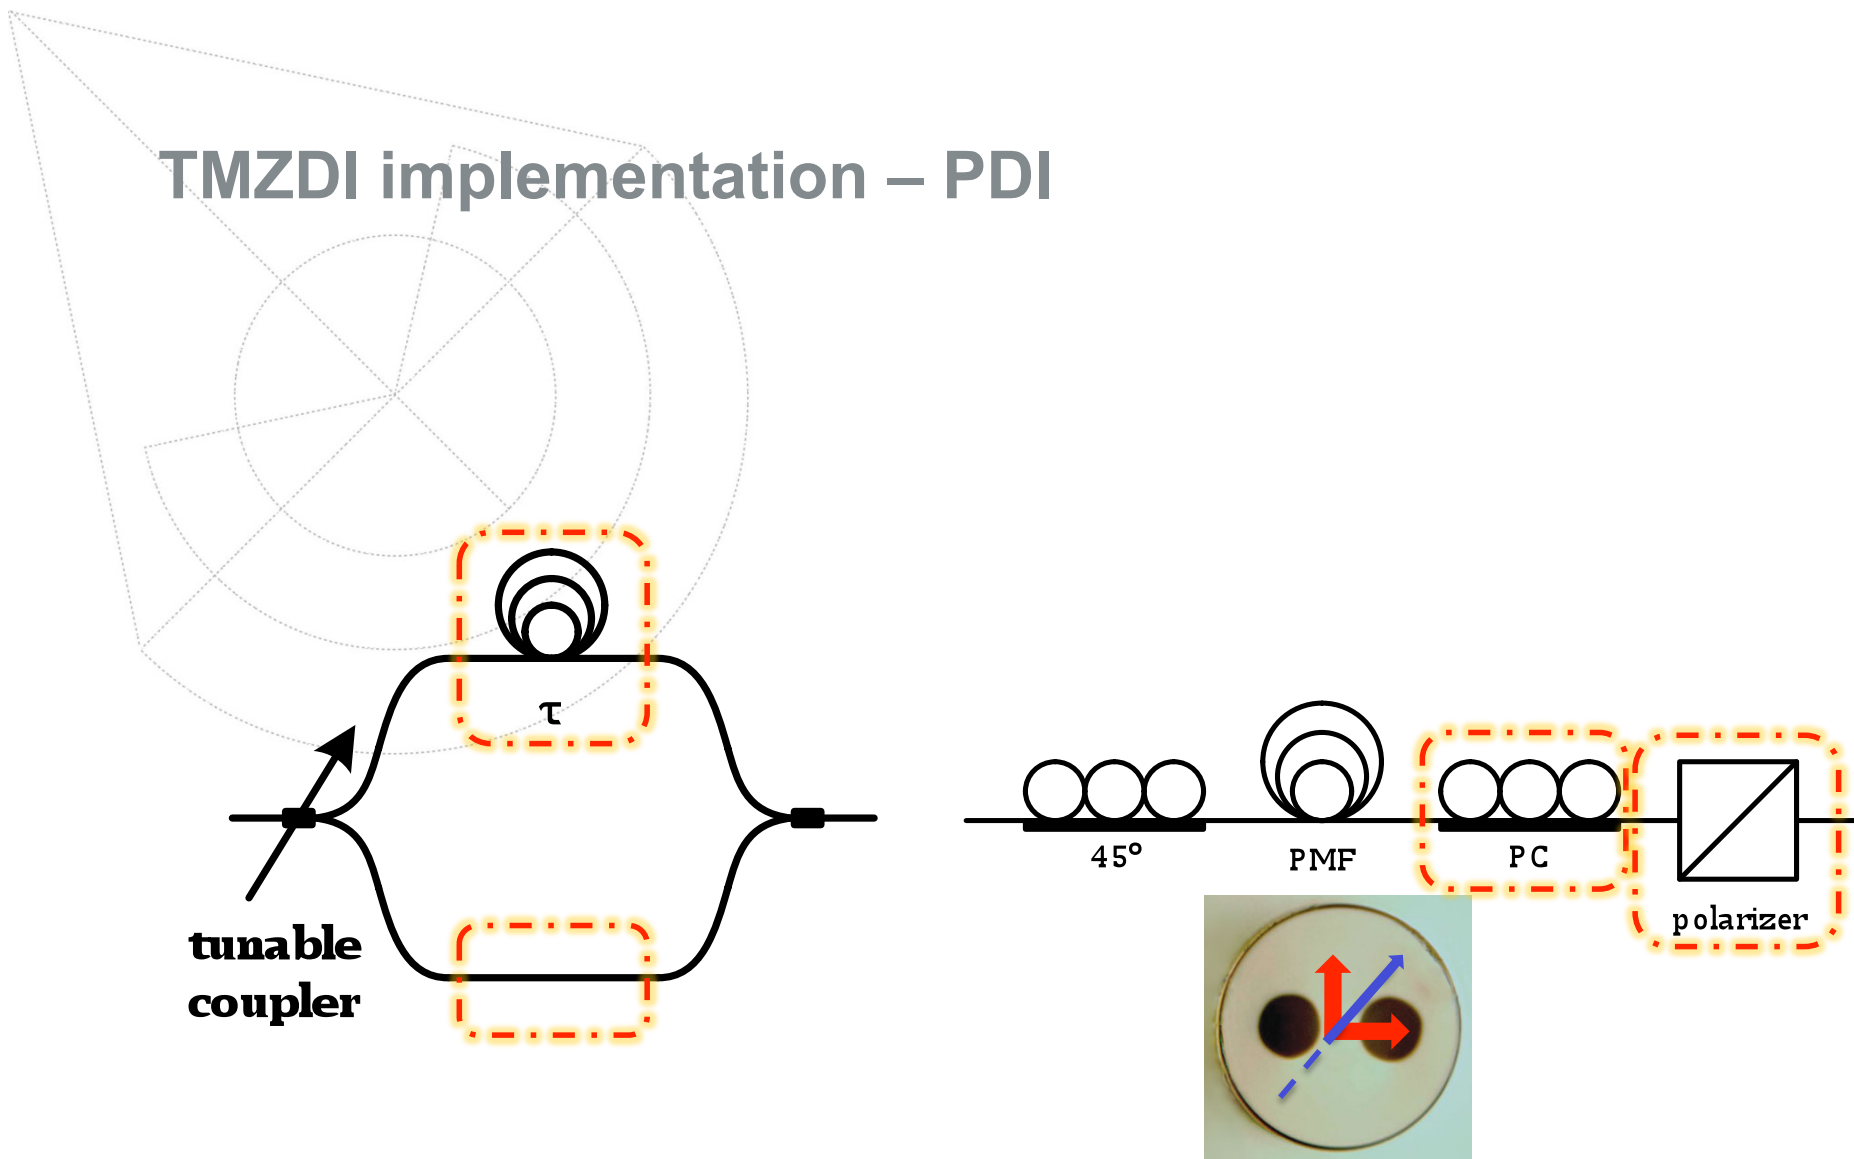 TMZDI implementation – PDI
τ
tunable
coupler
45°
PMF
PC
polarizer